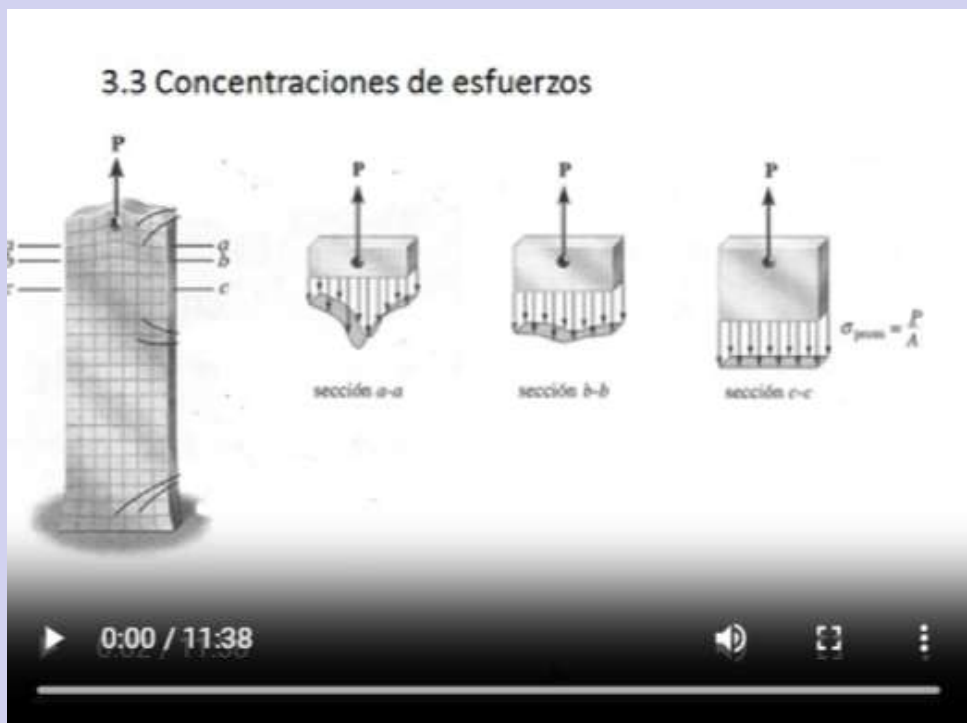 3.3 Concentraciones de esfuerzos
P
P
P
P
a
b
c
a
b
c
σprom = P/A
sección a-a
sección b-b
sección c-c
0:00 / 11:38